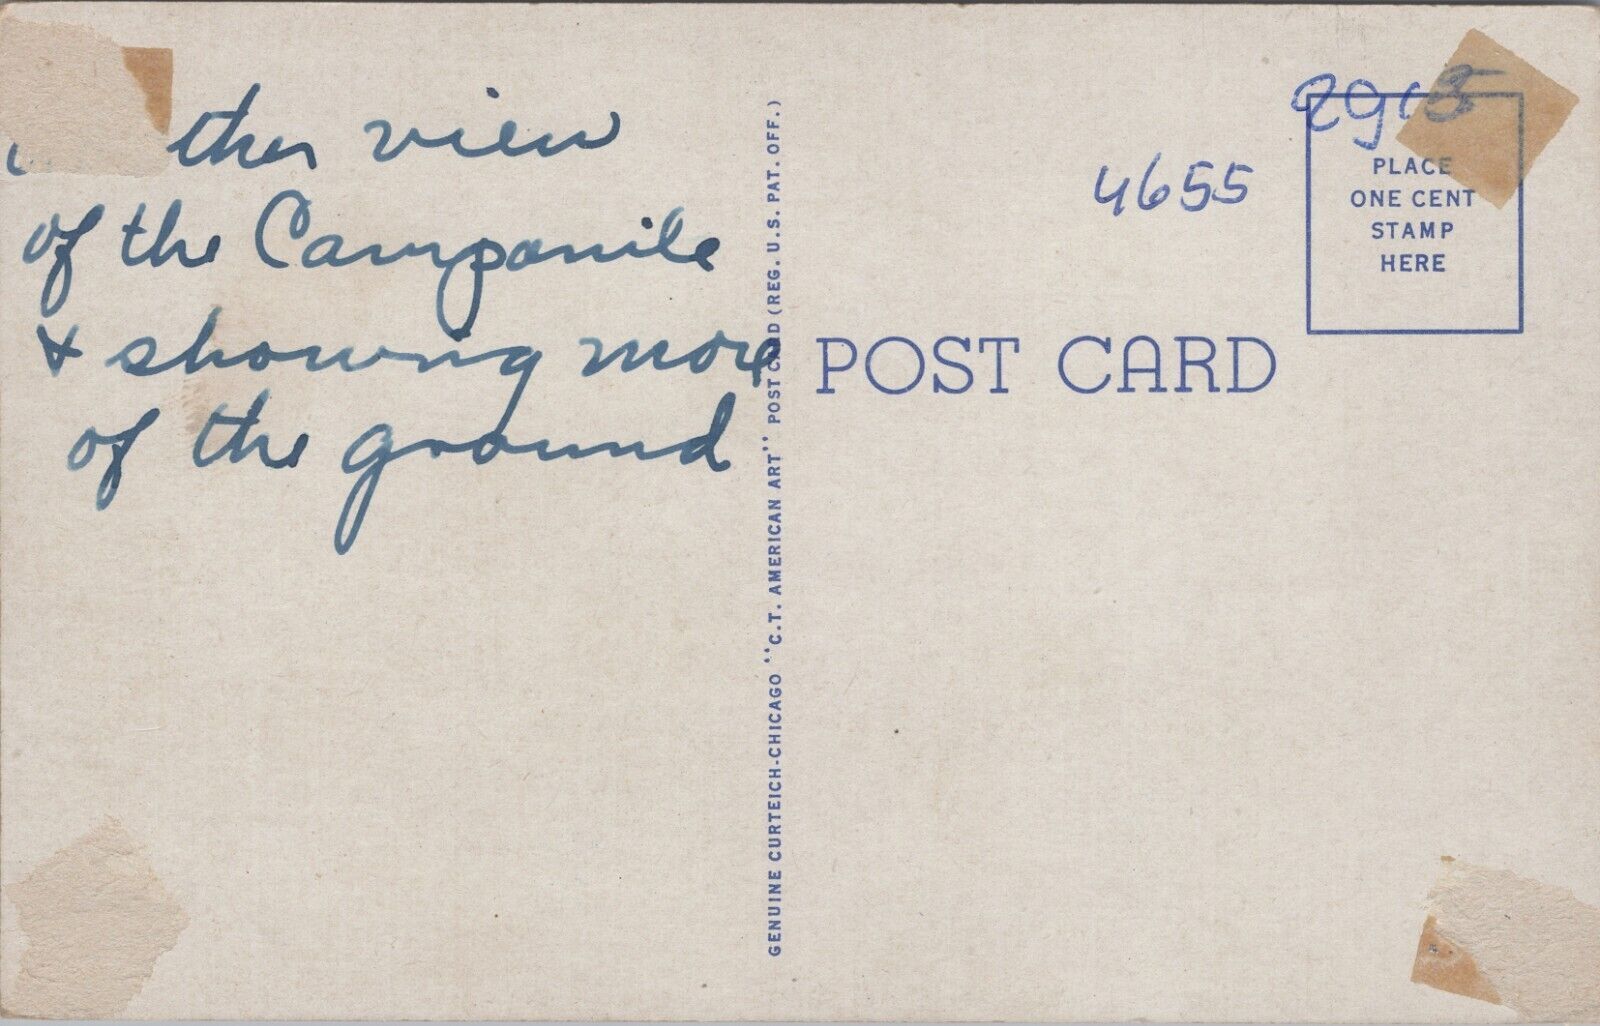 ther view
of the Campanile
+ showing more
of the ground
GENUINE CURTEICH-CHICAGO "C.T. AMERICAN ART" POST CARD (REG. U.S. PAT. OFF.)
4655
PLACE
ONE CENT
STAMP
HERE
POST CARD